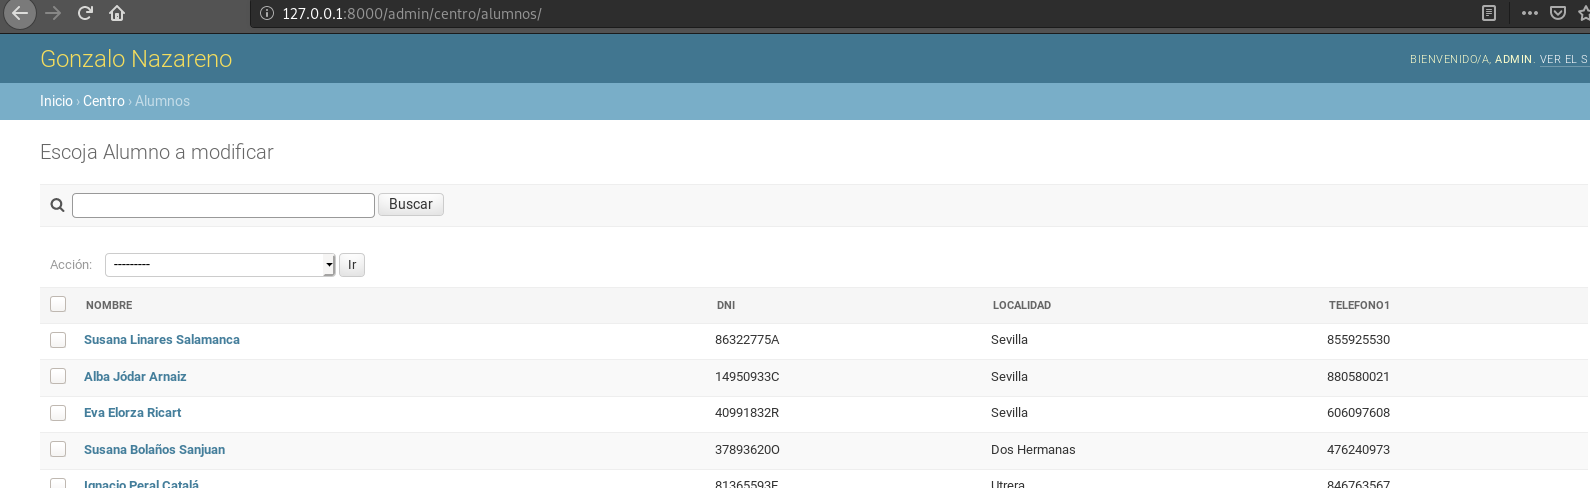 127.0.0.1:8000/admin/centro/alumnos/
Gonzalo Nazareno
BIENVENIDO/A, ADMIN. VER EL S
Inicio › Centro › Alumnos
Escoja Alumno a modificar
Buscar
Acción: --------- Ir
NOMBRE DNI LOCALIDAD TELEFONO1
Susana Linares Salamanca 86322775A Sevilla 855925530
Alba Jódar Arnaiz 14950933C Sevilla 880580021
Eva Elorza Ricart 40991832R Sevilla 606097608
Susana Bolaños Sanjuan 37893620O Dos Hermanas 476240973
Ignacio Peral Catalá Utrera 846763567